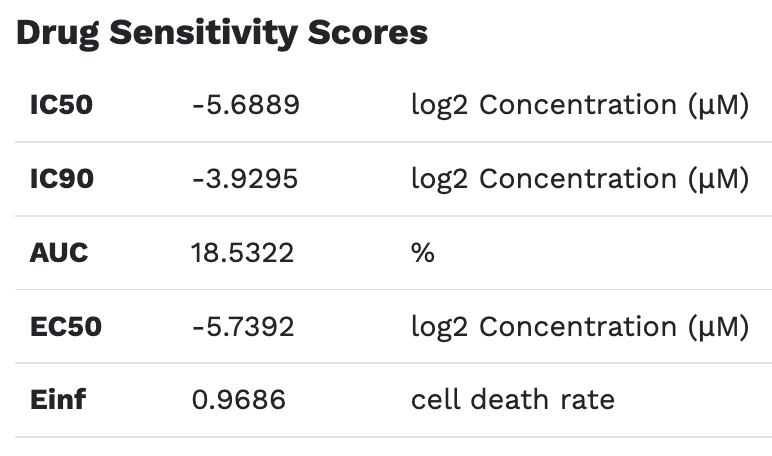 Drug Sensitivity Scores
IC50 -5.6889 log2 Concentration (μM)
IC90 -3.9295 log2 Concentration (μM)
AUC 18.5322 %
EC50 -5.7392 log2 Concentration (μM)
Einf 0.9686 cell death rate